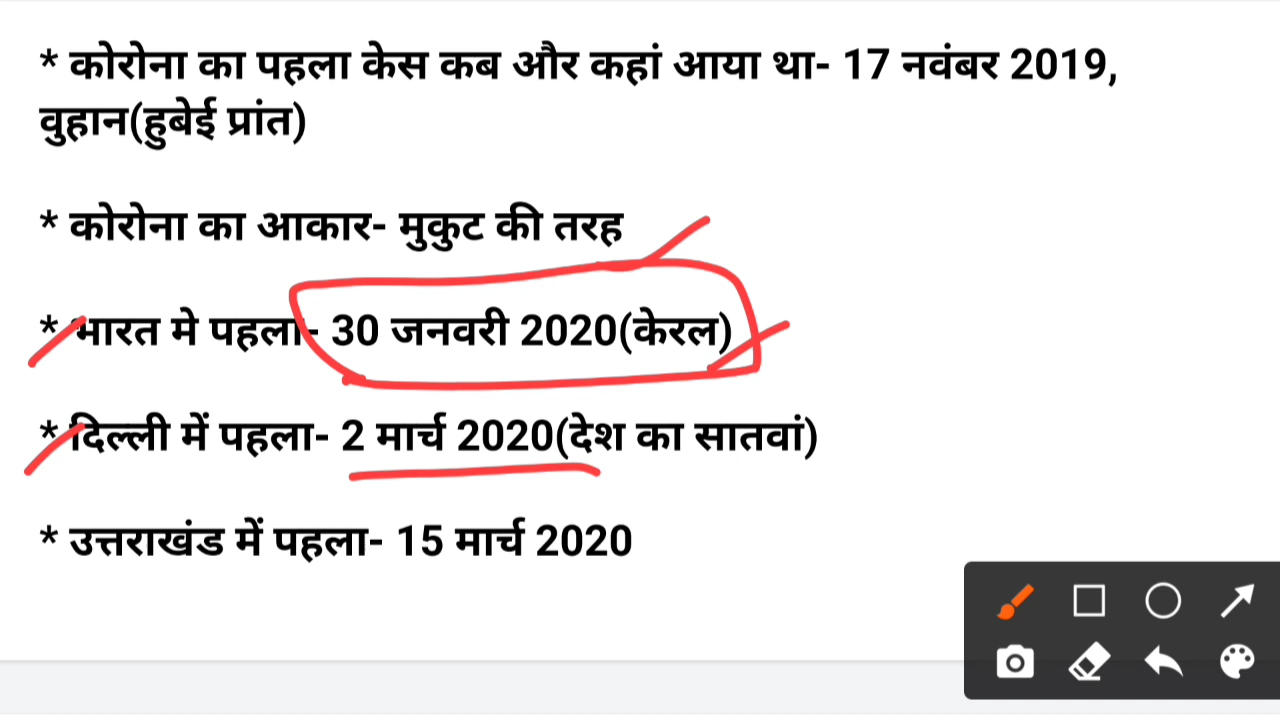 * कोरोना का पहला केस कब और कहां आया था- 17 नवंबर 2019,
वुहान(हुबेई प्रांत)
* कोरोना का आकार- मुकुट की तरह
* भारत मे पहला- 30 जनवरी 2020(केरल)
* दिल्ली में पहला- 2 मार्च 2020(देश का सातवां)
* उत्तराखंड में पहला- 15 मार्च 2020